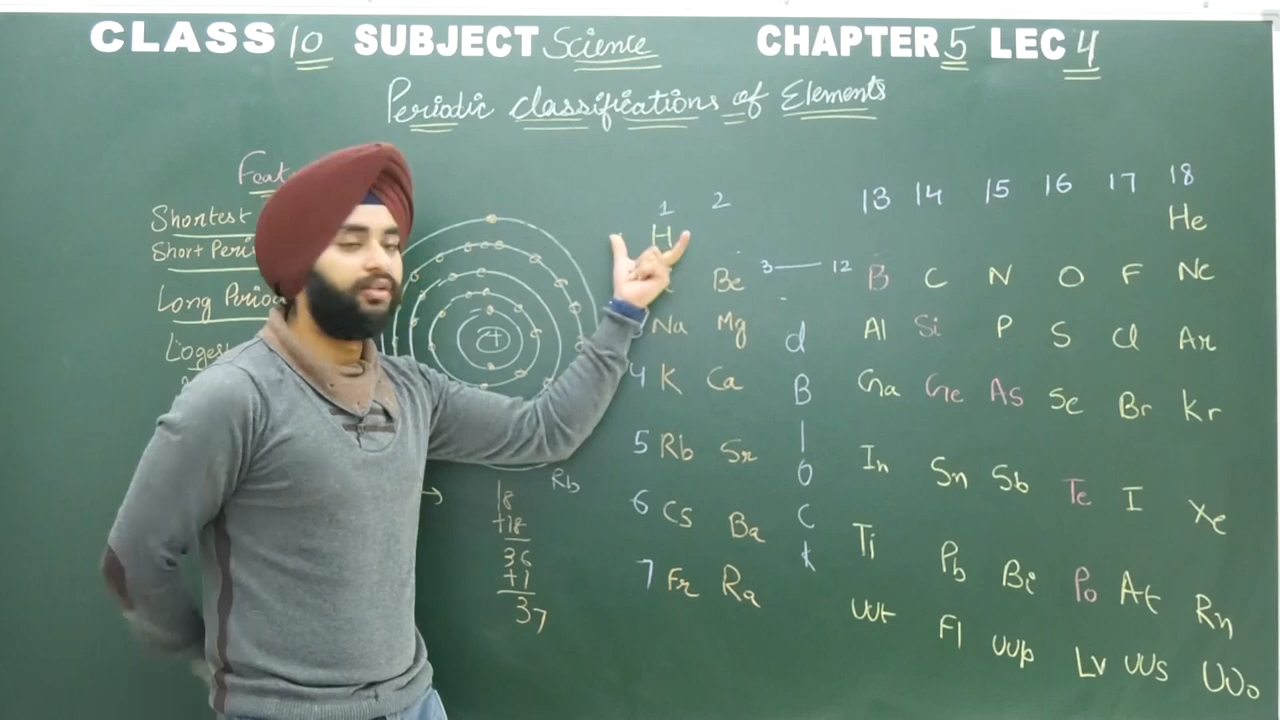 CLASS 10 SUBJECT Science CHAPTER 5 LEC 4
Periodic Classifications of Elements
Shortest
Short Peri
Long Period
1 2 13 14 15 16 17 18
H He
Be 3 — 12 B C N O F Ne
Na Mg Al Si P S Cl Ar
4 K Ca Ga Ge As Se Br Kr
5 Rb Sr In Sn Sb Te I Xe
6 Cs Ba Ti Pb Bi Po At Rn
7 Fr Ra UUt Fl UUp Lv UUs UUo
d
B
l
O
C
k
+
Rb
→
18
+18
36
+1
37